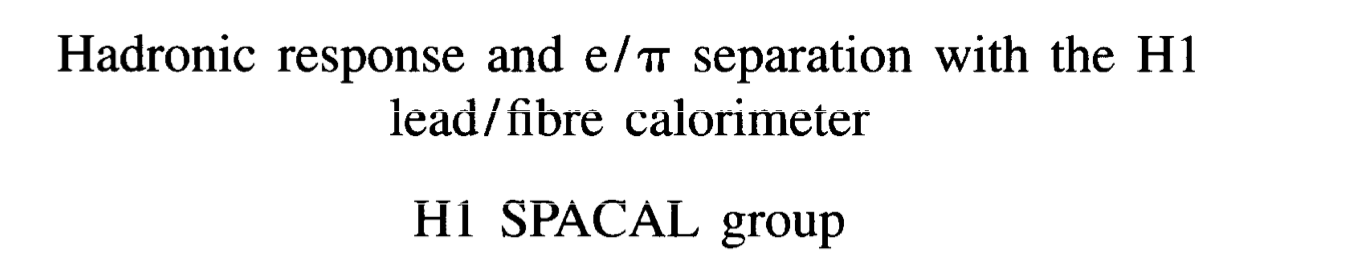 Hadronic response and e/π separation with the H1
lead/fibre calorimeter
H1 SPACAL group